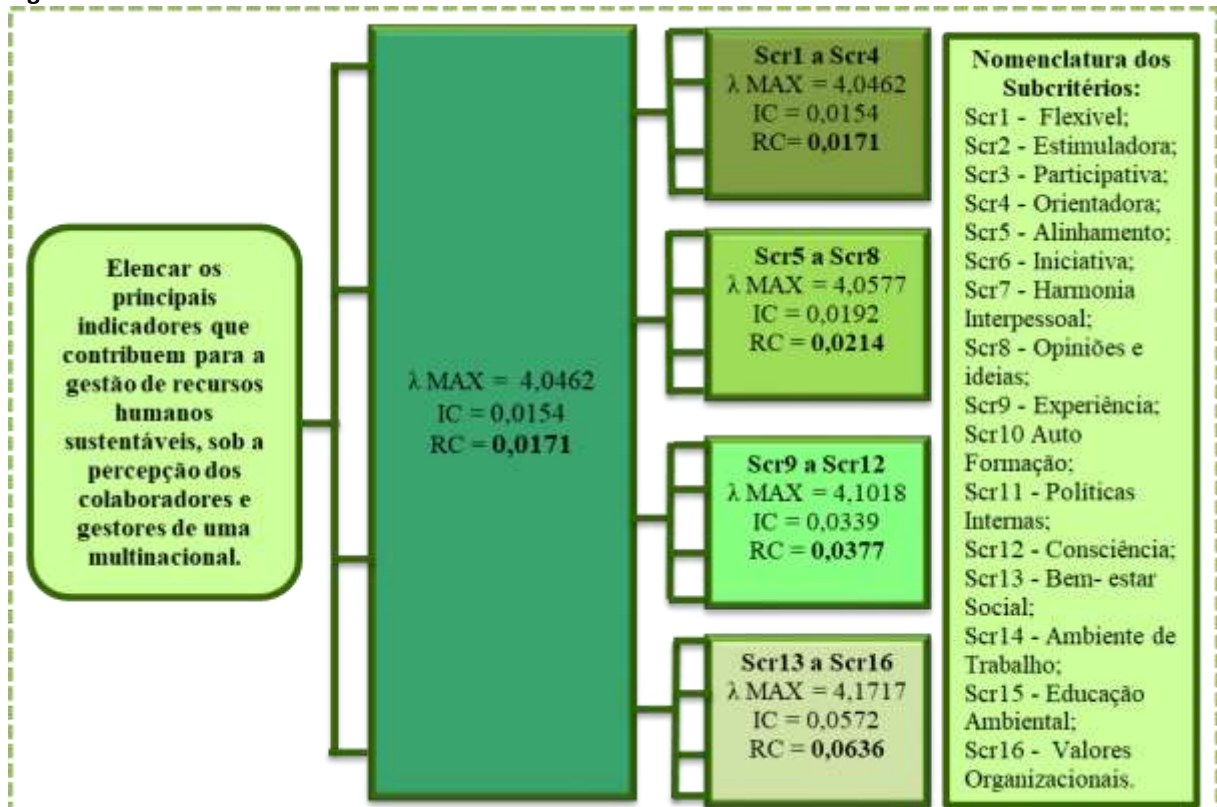 Elencar os
principais
indicadores que
contribuem para a
gestão de recursos
humanos
sustentáveis, sob a
percepção dos
colaboradores e
gestores de uma
multinacional.
λ MAX = 4,0462
IC = 0,0154
RC = 0,0171
Scr1 a Scr4
λ MAX = 4,0462
IC = 0,0154
RC= 0,0171
Scr5 a Scr8
λ MAX = 4,0577
IC = 0,0192
RC = 0,0214
Scr9 a Scr12
λ MAX = 4,1018
IC = 0,0339
RC = 0,0377
Scr13 a Scr16
λ MAX = 4,1717
IC = 0,0572
RC = 0,0636
Nomenclatura dos
Subcritérios:
Scr1 - Flexível;
Scr2 - Estimuladora;
Scr3 - Participativa;
Scr4 - Orientadora;
Scr5 - Alinhamento;
Scr6 - Iniciativa;
Scr7 - Harmonia
Interpessoal;
Scr8 - Opiniões e
ideias;
Scr9 - Experiência;
Scr10 Auto
Formação;
Scr11 - Políticas
Internas;
Scr12 - Consciência;
Scr13 - Bem- estar
Social;
Scr14 - Ambiente de
Trabalho;
Scr15 - Educação
Ambiental;
Scr16 - Valores
Organizacionais.